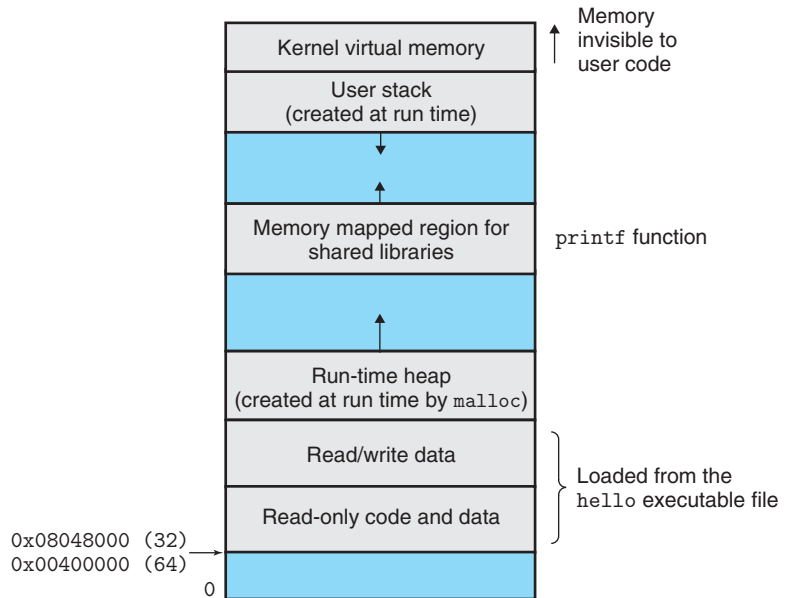 Memory
invisible to
user code
Kernel virtual memory
User stack
(created at run time)
Memory mapped region for
shared libraries
printf function
Run-time heap
(created at run time by malloc)
Read/write data
Loaded from the
hello executable file
Read-only code and data
0x08048000 (32)
0x00400000 (64)
0